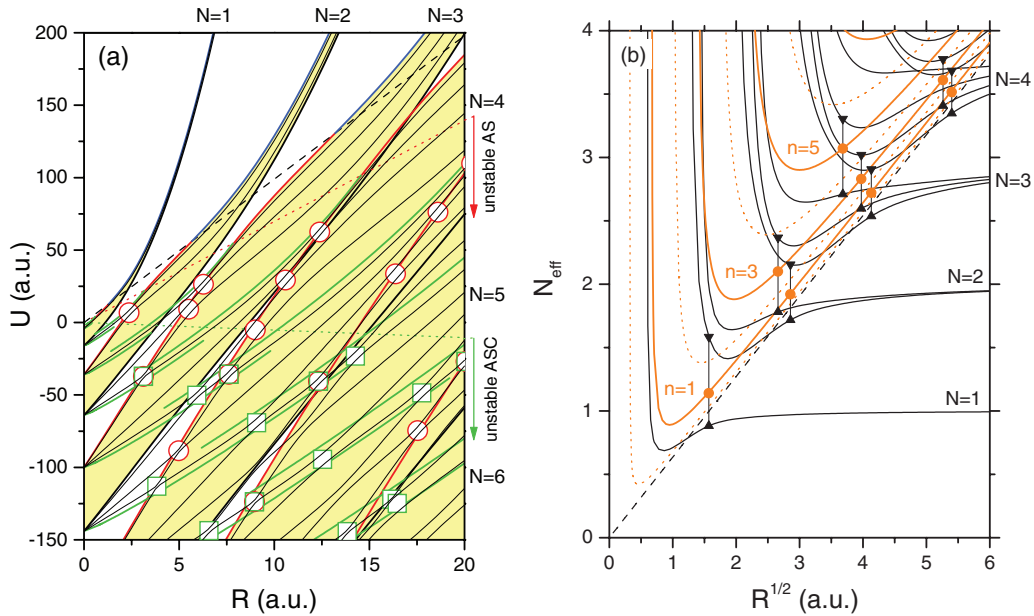 N=1 N=2 N=3
(a)
200
150
100
50
0
-50
-100
-150
U (a.u.)
0 5 10 15 20
R (a.u.)
N=4
unstable AS
N=5
unstable ASC
N=6
(b)
4
3
2
1
0
N_eff
0 1 2 3 4 5 6
R^1/2 (a.u.)
n=5
n=3
n=1
N=4
N=3
N=2
N=1